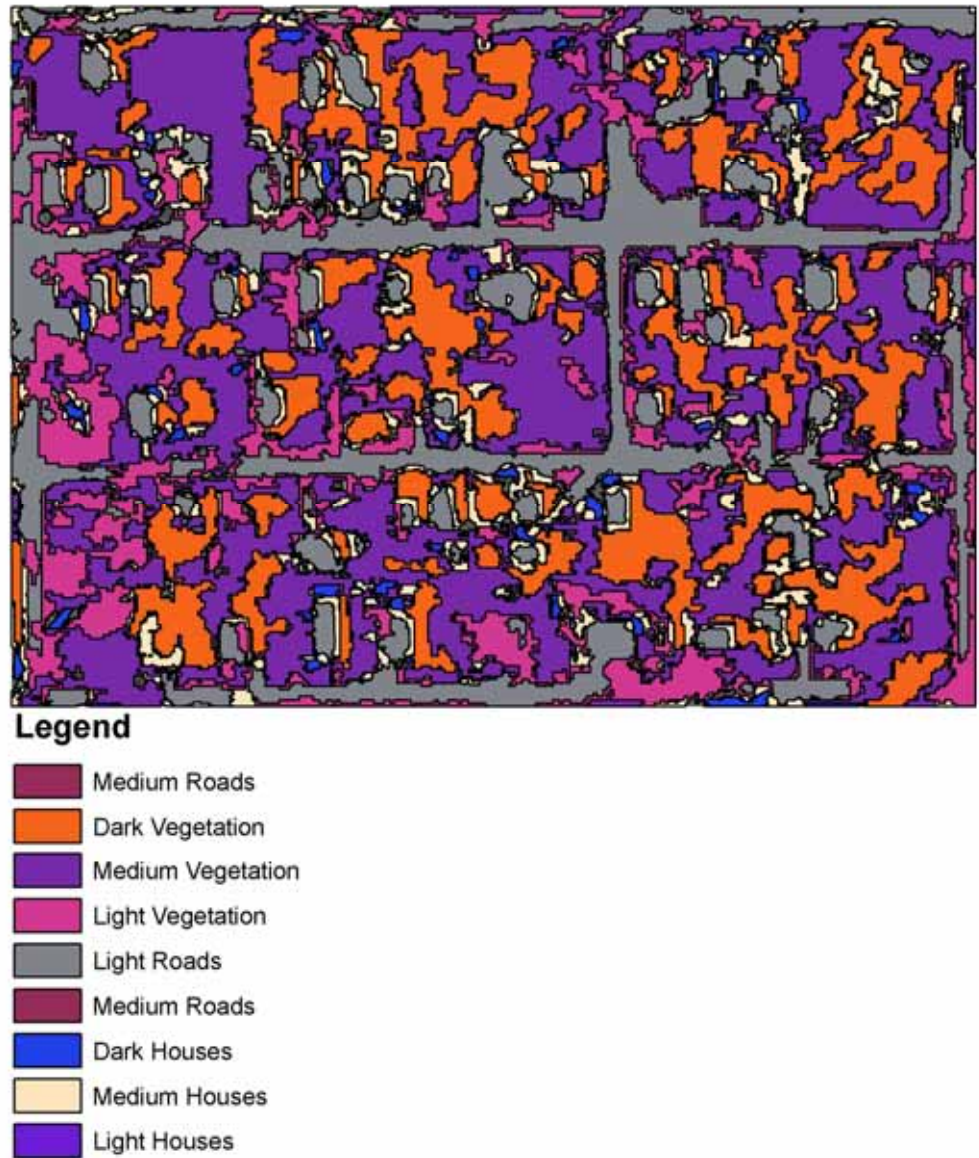 Legend
Medium Roads
Dark Vegetation
Medium Vegetation
Light Vegetation
Light Roads
Medium Roads
Dark Houses
Medium Houses
Light Houses